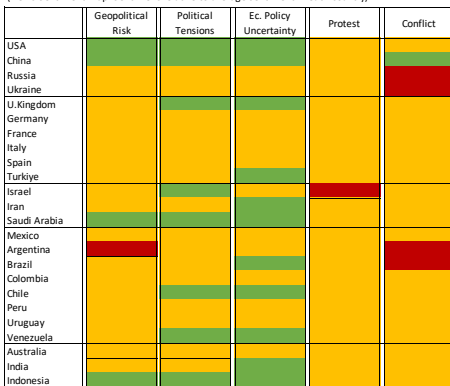 Geopolitical Risk
Political Tensions
Ec. Policy Uncertainty
Protest
Conflict
USA
China
Russia
Ukraine
U.Kingdom
Germany
France
Italy
Spain
Turkiye
Israel
Iran
Saudi Arabia
Mexico
Argentina
Brazil
Colombia
Chile
Peru
Uruguay
Venezuela
Australia
India
Indonesia